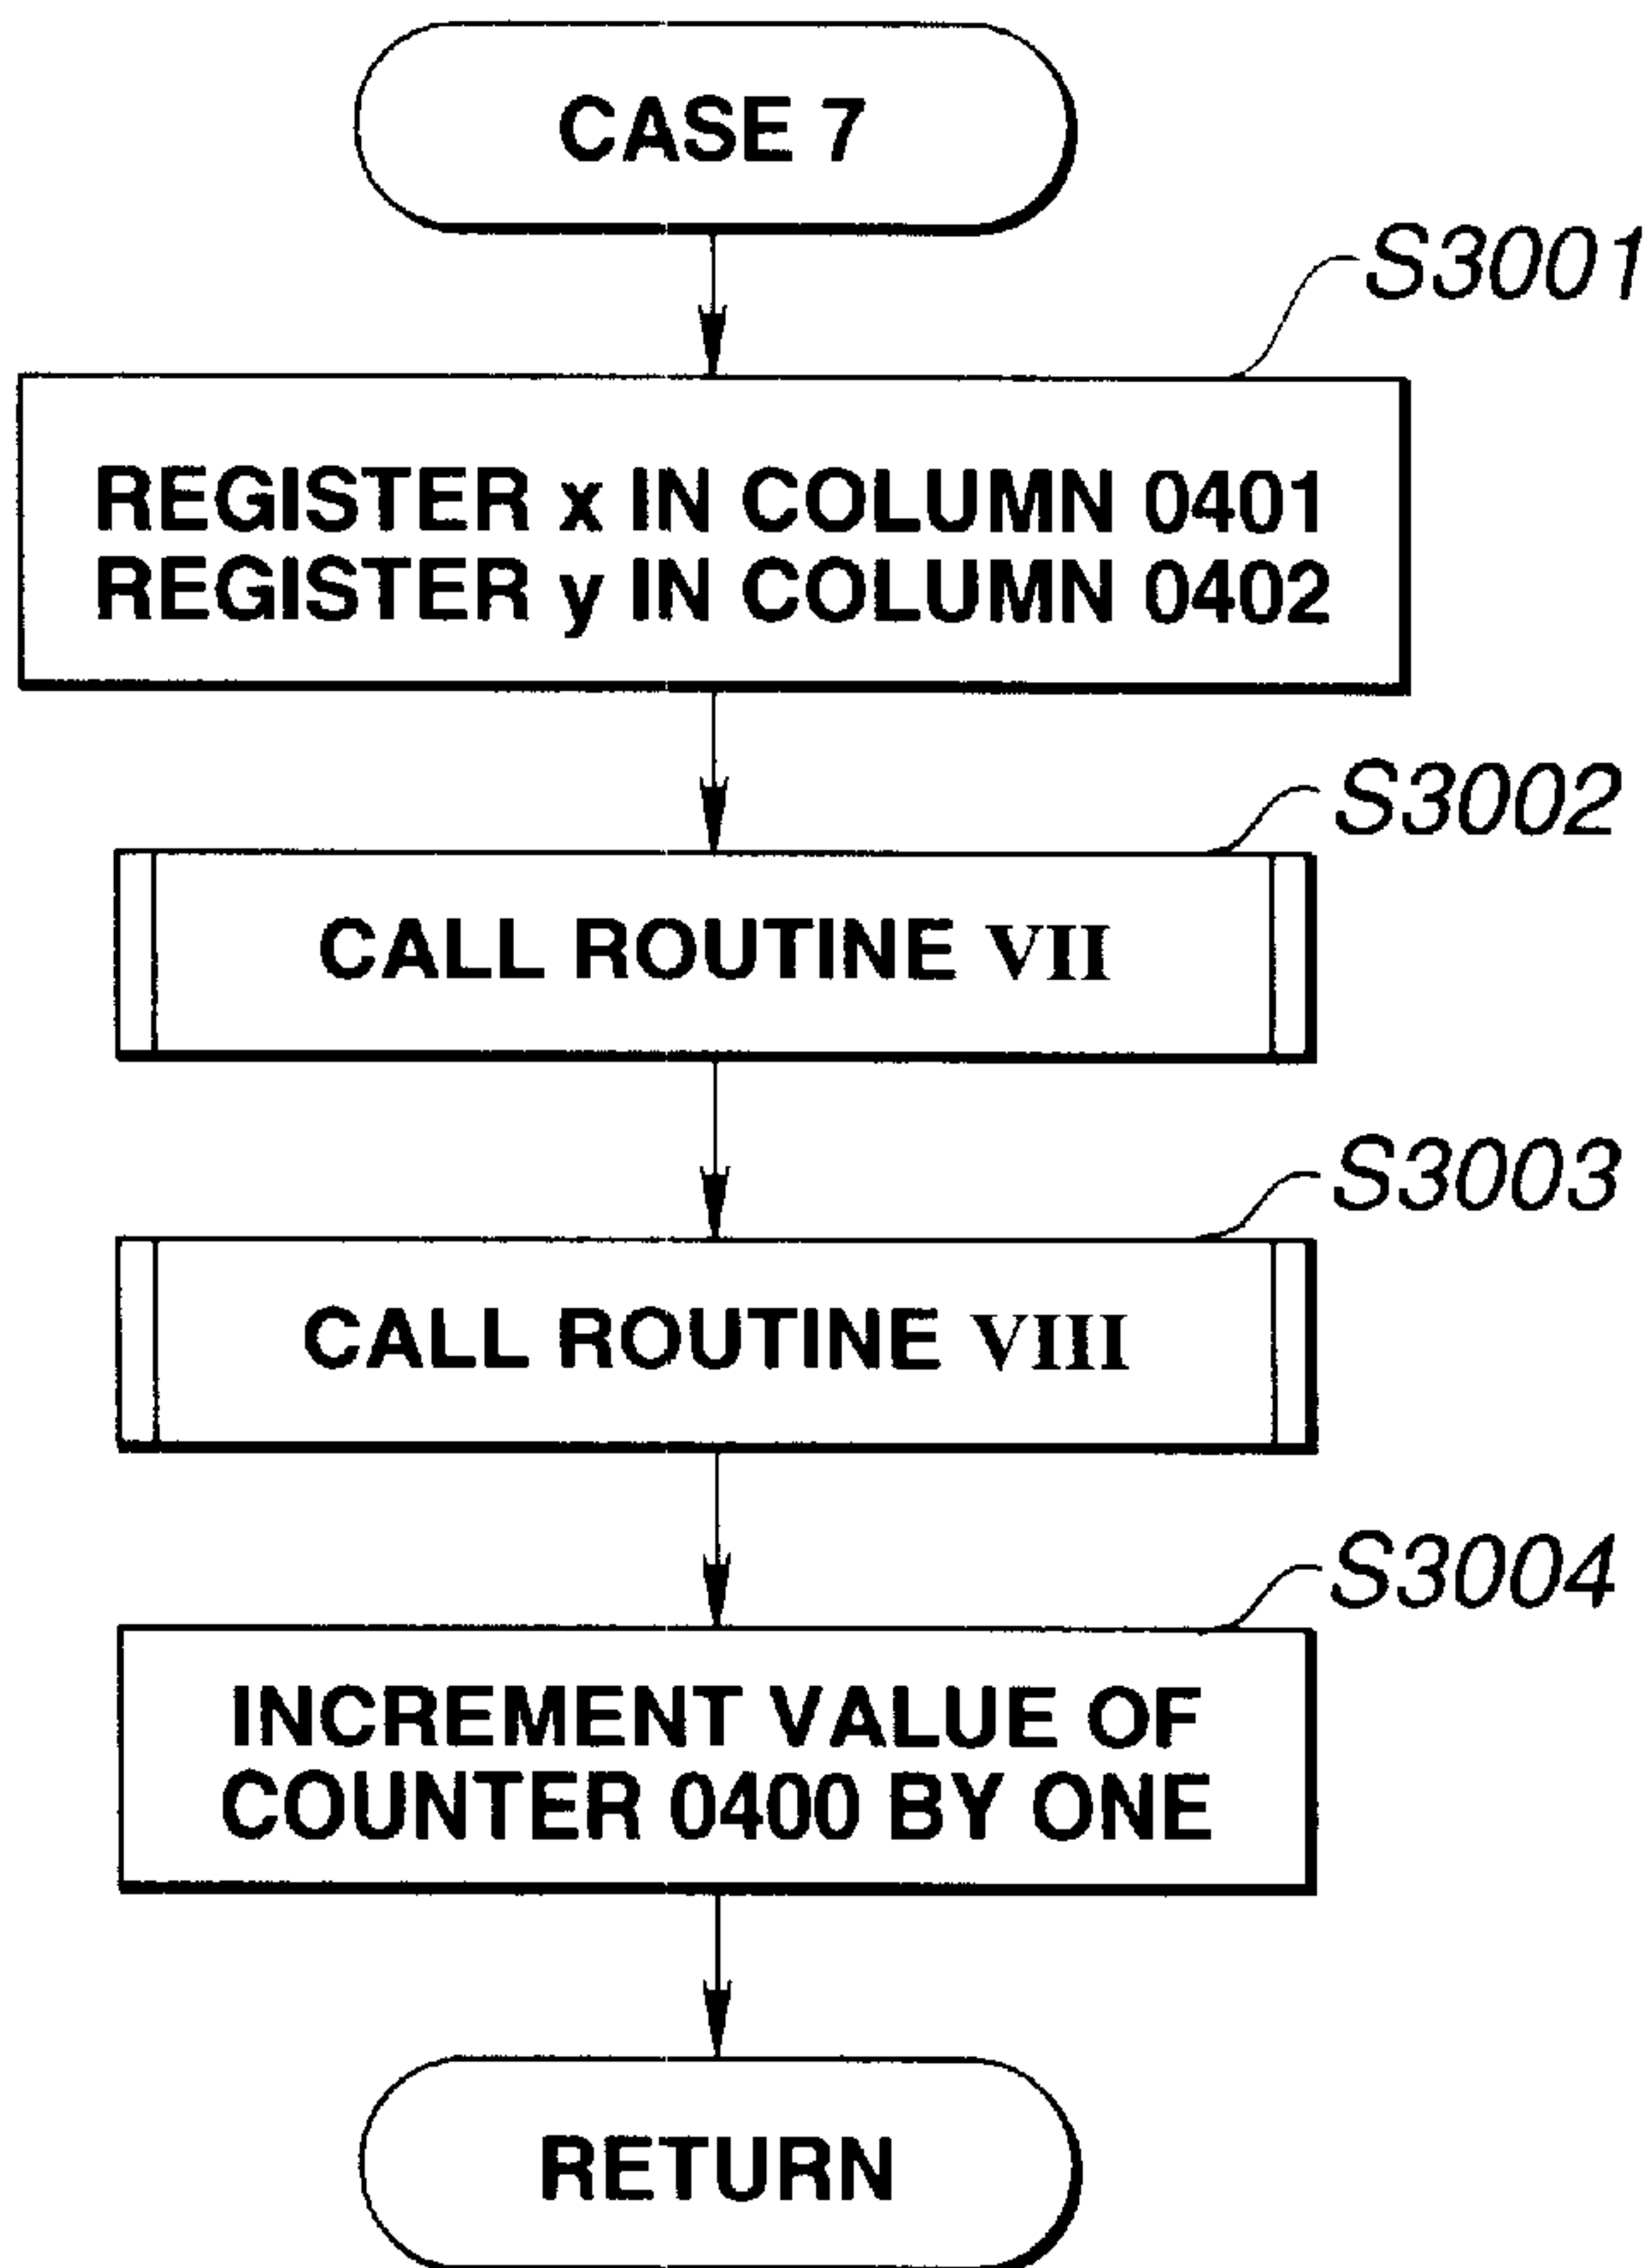 CASE 7
S3001
REGISTER x IN COLUMN 0401
REGISTER y IN COLUMN 0402
S3002
CALL ROUTINE VII
S3003
CALL ROUTINE VIII
S3004
INCREMENT VALUE OF
COUNTER 0400 BY ONE
RETURN